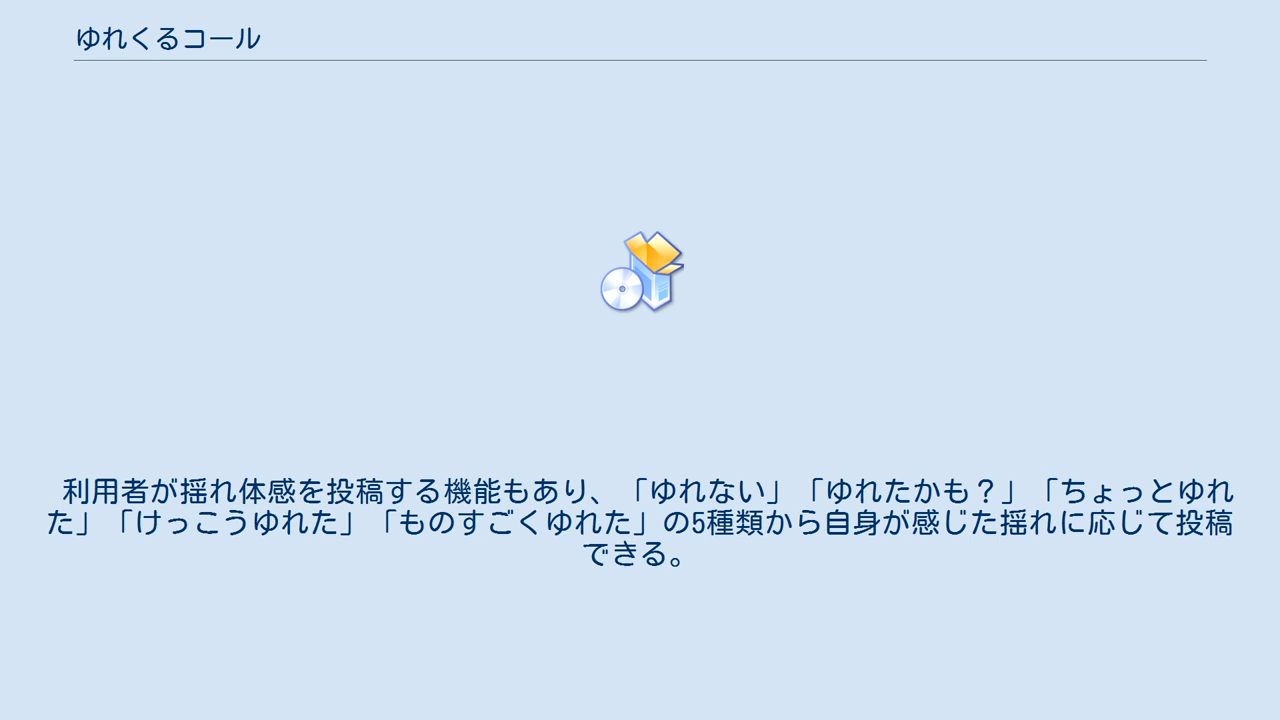 ゆれくるコール
利用者が揺れ体感を投稿する機能もあり、「ゆれない」「ゆれたかも？」「ちょっとゆれ
た」「けっこうゆれた」「ものすごくゆれた」の5種類から自身が感じた揺れに応じて投稿
できる。